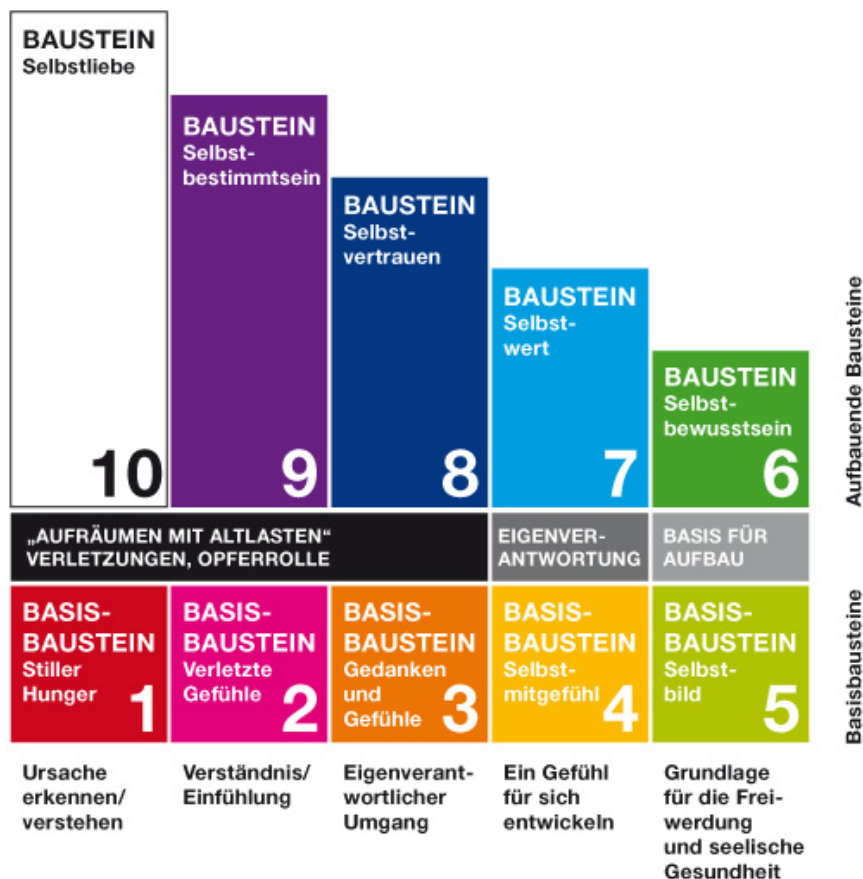 BAUSTEIN
Selbstliebe
10
BAUSTEIN
Selbst-
bestimmtsein
9
BAUSTEIN
Selbst-
vertrauen
8
BAUSTEIN
Selbst-
wert
7
BAUSTEIN
Selbst-
bewusstsein
6
Aufbauende Bausteine
„AUFRÄUMEN MIT ALTLASTEN“
VERLETZUNGEN, OPFERROLLE
EIGENVER-
ANTWORTUNG
BASIS FÜR
AUFBAU
BASIS-
BAUSTEIN
Stiller
Hunger
1
BASIS-
BAUSTEIN
Verletzte
Gefühle
2
BASIS-
BAUSTEIN
Gedanken
und
Gefühle
3
BASIS-
BAUSTEIN
Selbst-
mitgefühl
4
BASIS-
BAUSTEIN
Selbst-
bild
5
Basisbausteine
Ursache
erkennen/
verstehen
Verständnis/
Einfühlung
Eigenverant-
wortlicher
Umgang
Ein Gefühl
für sich
entwickeln
Grundlage
für die Frei-
werdung
und seelische
Gesundheit